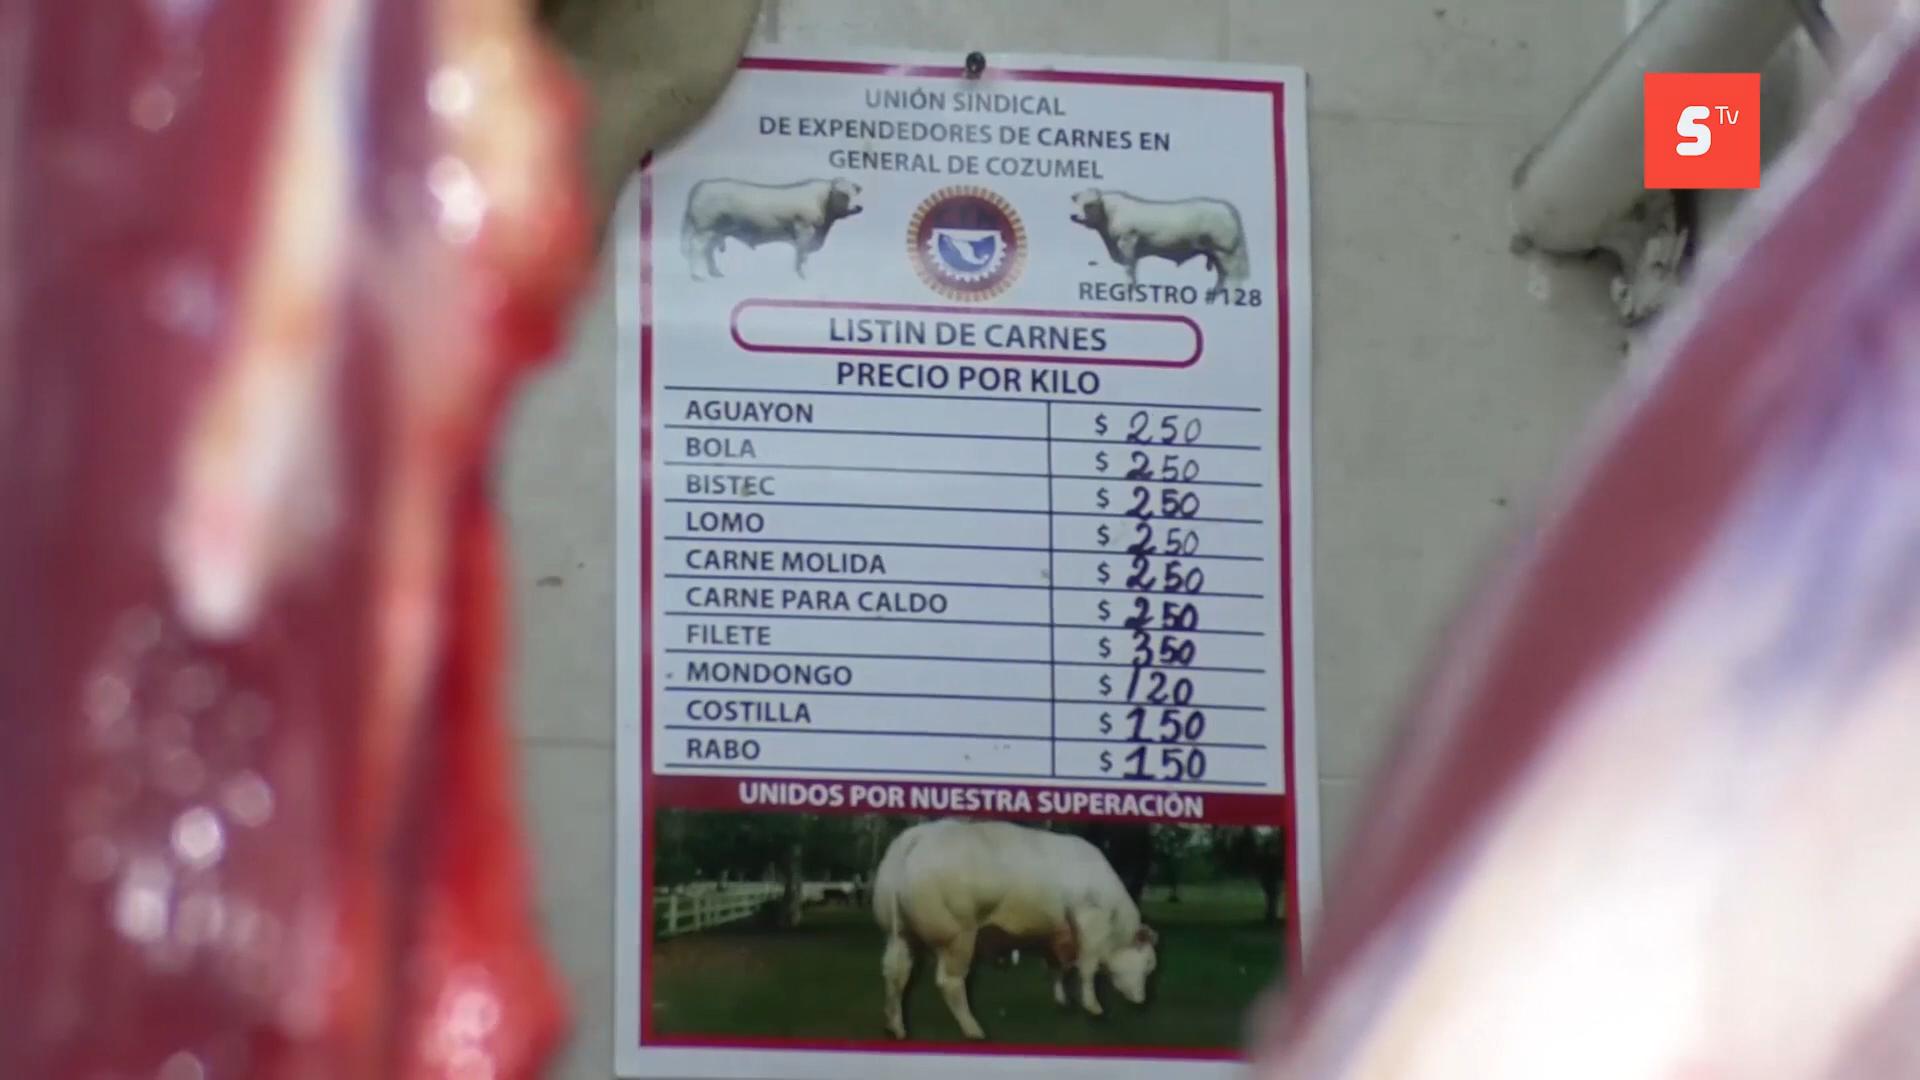 UNIÓN SINDICAL
DE EXPENDEDORES DE CARNES EN
GENERAL DE COZUMEL
REGISTRO #128
LISTIN DE CARNES
PRECIO POR KILO
AGUAYON $ 250
BOLA $ 250
BISTEC $ 250
LOMO $ 250
CARNE MOLIDA $ 250
CARNE PARA CALDO $ 250
FILETE $ 350
MONDONGO $ 120
COSTILLA $ 150
RABO $ 150
UNIDOS POR NUESTRA SUPERACIÓN
S Tv